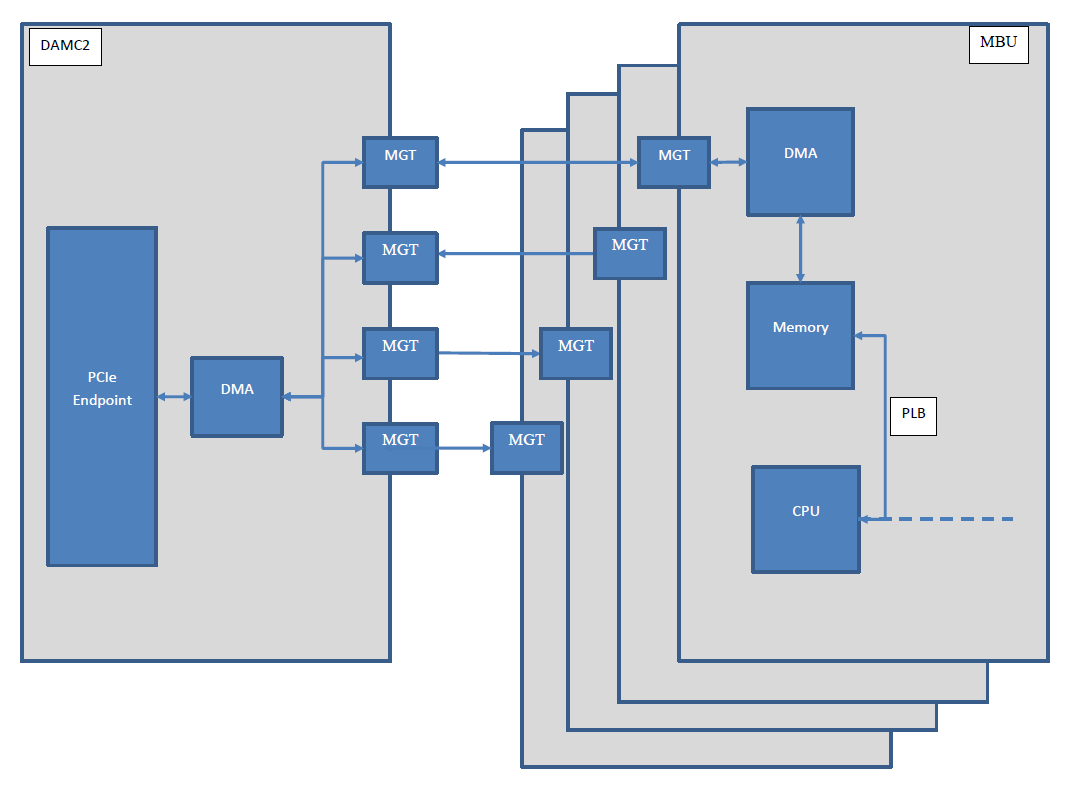 DAMC2
MBU
MGT
MGT
DMA
MGT
MGT
Memory
MGT
MGT
PCIe
Endpoint
DMA
PLB
MGT
MGT
CPU